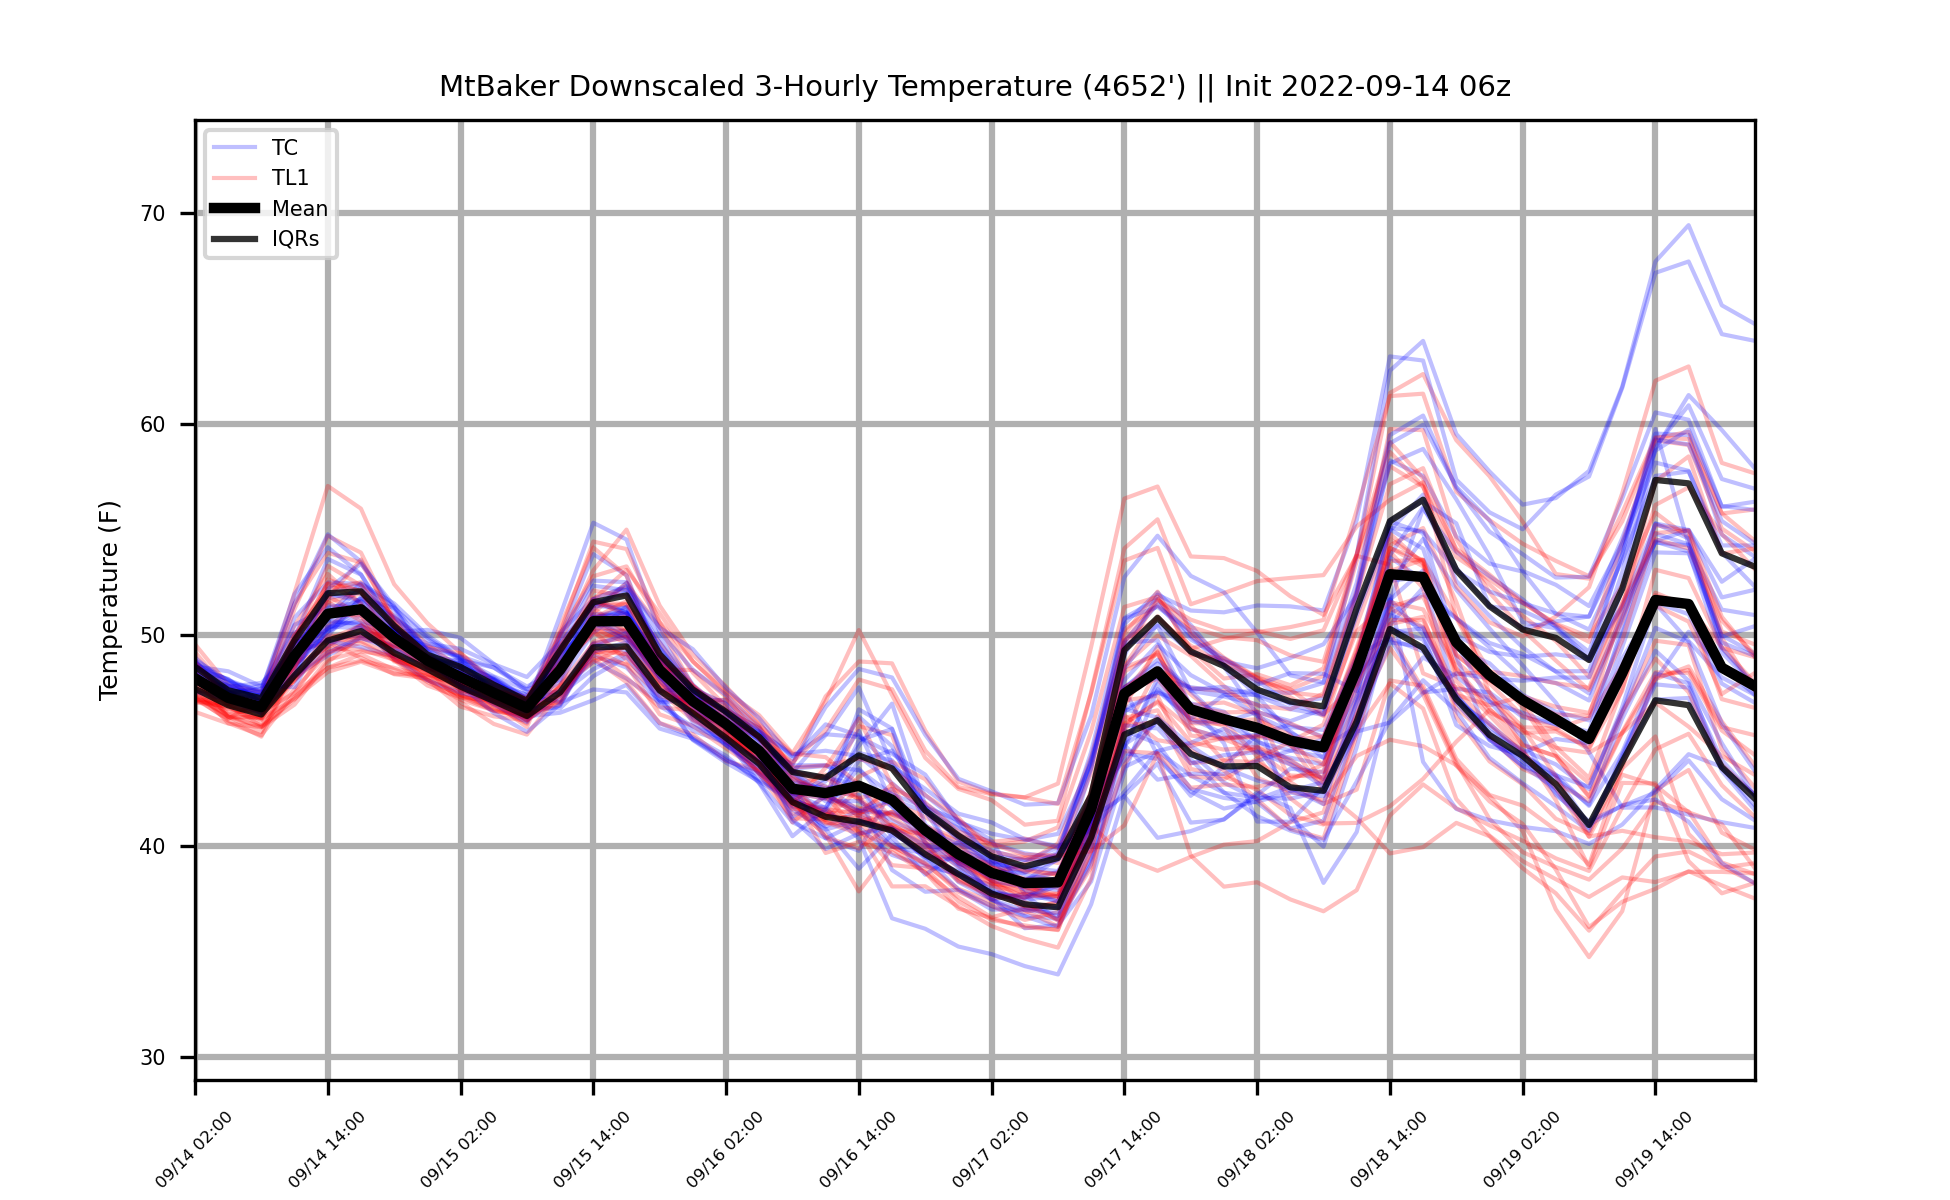 MtBaker Downscaled 3-Hourly Temperature (4652') || Init 2022-09-14 06z
TC
TL1
Mean
IQRs
Temperature (F)
70
60
50
40
30
09/14 02:00
09/14 14:00
09/15 02:00
09/15 14:00
09/16 02:00
09/16 14:00
09/17 02:00
09/17 14:00
09/18 02:00
09/18 14:00
09/19 02:00
09/19 14:00